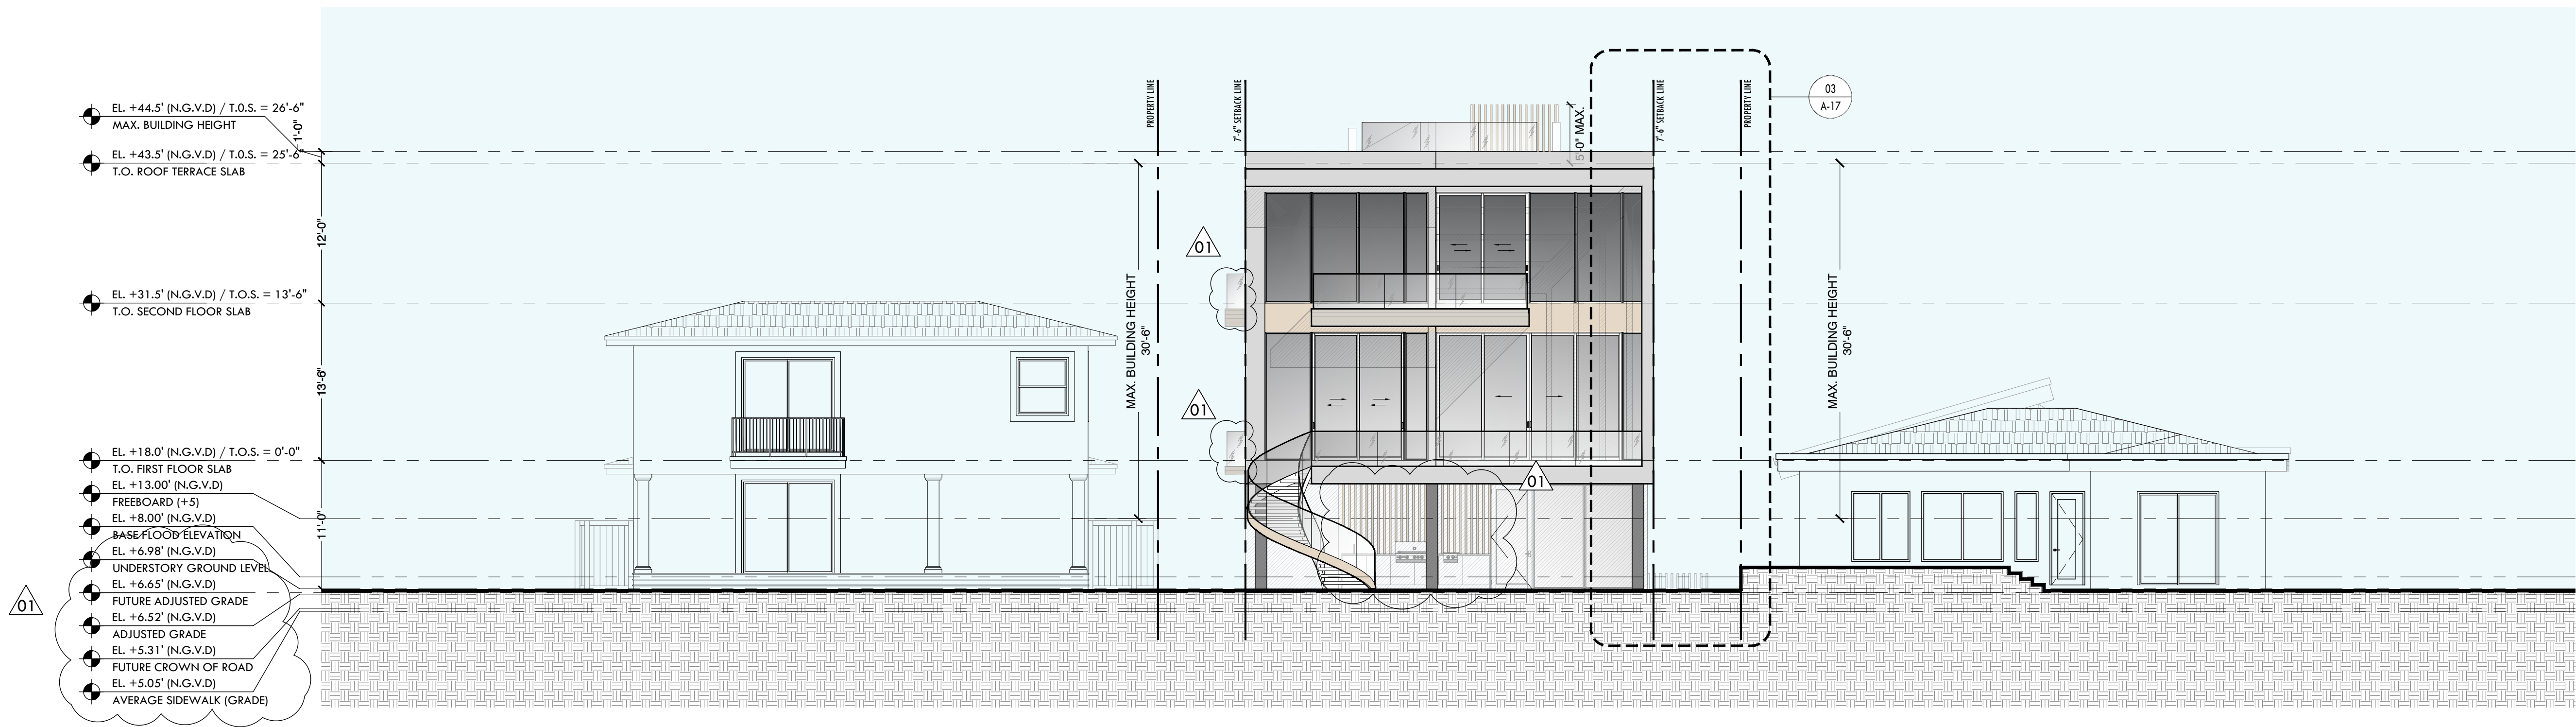 EL. +44.5' (N.G.V.D) / T.O.S. = 26'-6"
MAX. BUILDING HEIGHT
1'-0"
EL. +43.5' (N.G.V.D) / T.O.S. = 25'-6"
T.O. ROOF TERRACE SLAB
12'-0"
EL. +31.5' (N.G.V.D) / T.O.S. = 13'-6"
T.O. SECOND FLOOR SLAB
13'-6"
EL. +18.0' (N.G.V.D) / T.O.S. = 0'-0"
T.O. FIRST FLOOR SLAB
EL. +13.00' (N.G.V.D)
FREEBOARD (+5)
11'-0"
EL. +8.00' (N.G.V.D)
BASE FLOOD ELEVATION
EL. +6.98' (N.G.V.D)
UNDERSTORY GROUND LEVEL
EL. +6.65' (N.G.V.D)
FUTURE ADJUSTED GRADE
EL. +6.52' (N.G.V.D)
ADJUSTED GRADE
EL. +5.31' (N.G.V.D)
FUTURE CROWN OF ROAD
EL. +5.05' (N.G.V.D)
AVERAGE SIDEWALK (GRADE)
01
PROPERTY LINE
7'-6" SETBACK LINE
MAX. BUILDING HEIGHT
30'-6"
01
01
01
5'-0" MAX.
7'-6" SETBACK LINE
PROPERTY LINE
03
A-17
MAX. BUILDING HEIGHT
30'-6"